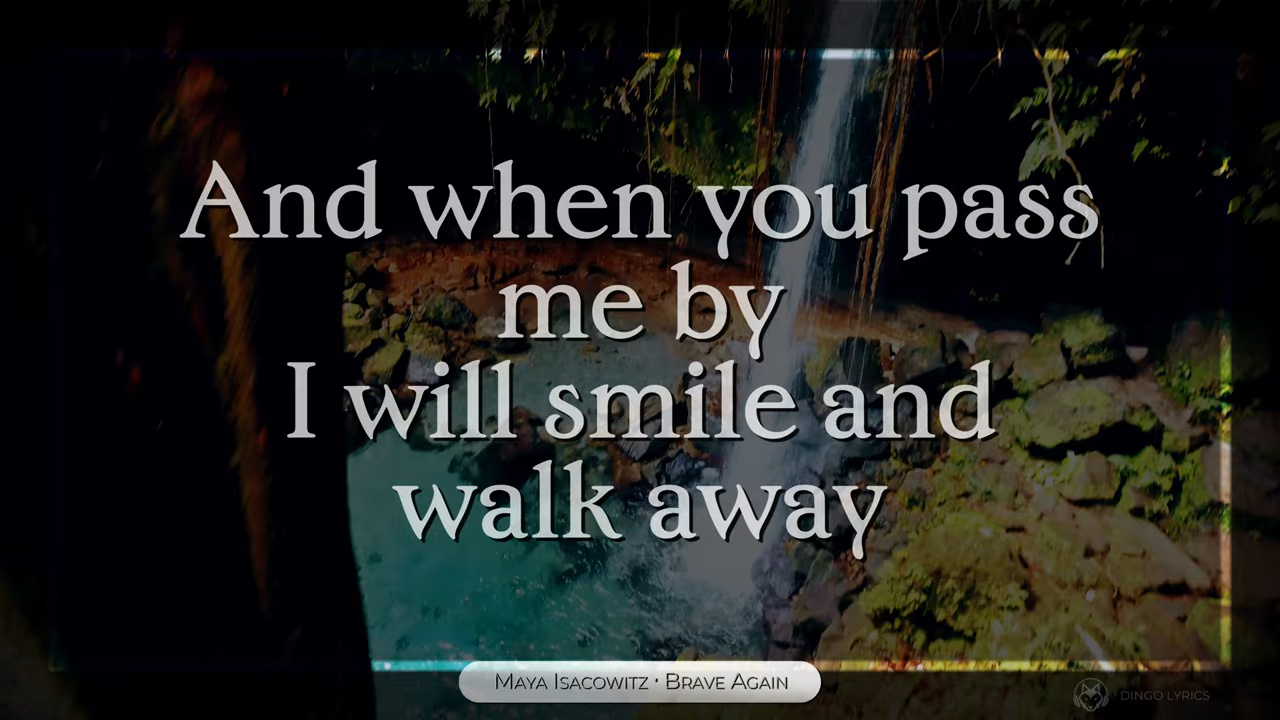 And when you pass
me by
I will smile and
walk away
Maya Isacowitz • Brave Again
DINGO LYRICS